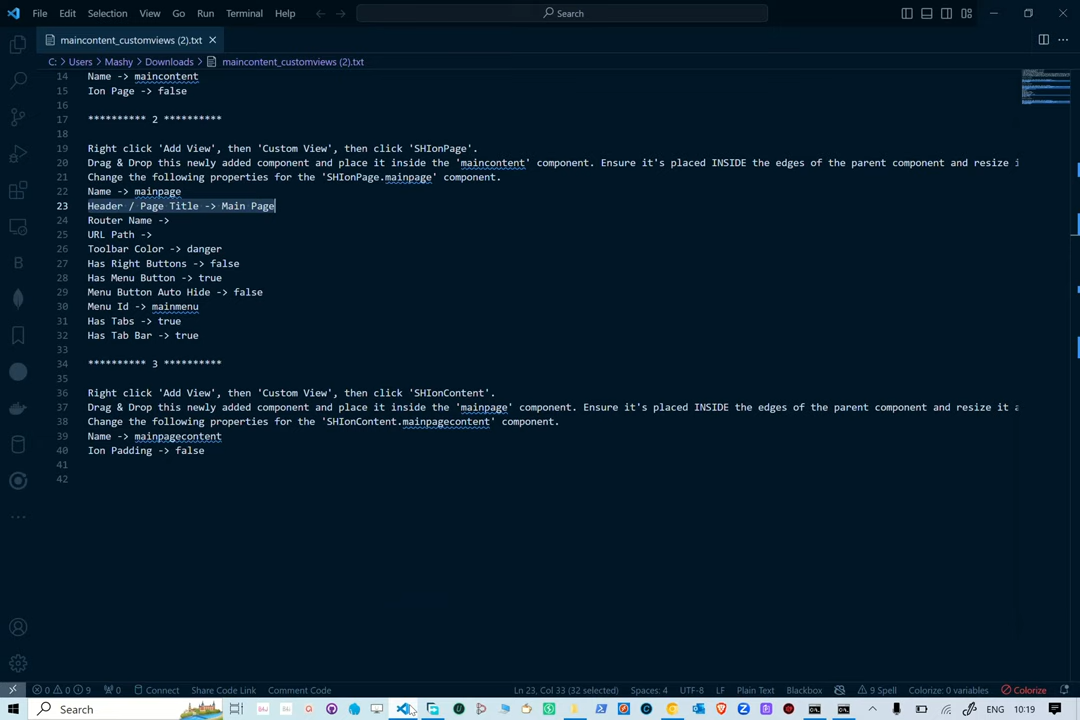 File Edit Selection View Go Run Terminal Help
Search
maincontent_customviews (2).txt
C: > Users > Mashy > Downloads > maincontent_customviews (2).txt
14 Name -> maincontent
15 Ion Page -> false
16
17 ********** 2 **********
18
19 Right click 'Add View', then 'Custom View', then click 'SHIonPage'.
20 Drag & Drop this newly added component and place it inside the 'maincontent' component. Ensure it's placed INSIDE the edges of the parent component and resize i
21 Change the following properties for the 'SHIonPage.mainpage' component.
22 Name -> mainpage
23 Header / Page Title -> Main Page
24 Router Name ->
25 URL Path ->
26 Toolbar Color -> danger
27 Has Right Buttons -> false
28 Has Menu Button -> true
29 Menu Button Auto Hide -> false
30 Menu Id -> mainmenu
31 Has Tabs -> true
32 Has Tab Bar -> true
33
34 ********** 3 **********
35
36 Right click 'Add View', then 'Custom View', then click 'SHIonContent'.
37 Drag & Drop this newly added component and place it inside the 'mainpage' component. Ensure it's placed INSIDE the edges of the parent component and resize it a
38 Change the following properties for the 'SHIonContent.mainpagecontent' component.
39 Name -> mainpagecontent
40 Ion Padding -> false
41
42
0 0 9 0 Connect Share Code Link Comment Code Ln 23, Col 33 (32 selected) Spaces: 4 UTF-8 LF Plain Text Blackbox 9 Spell Colorize: 0 variables Colorize
Search ENG 10:19